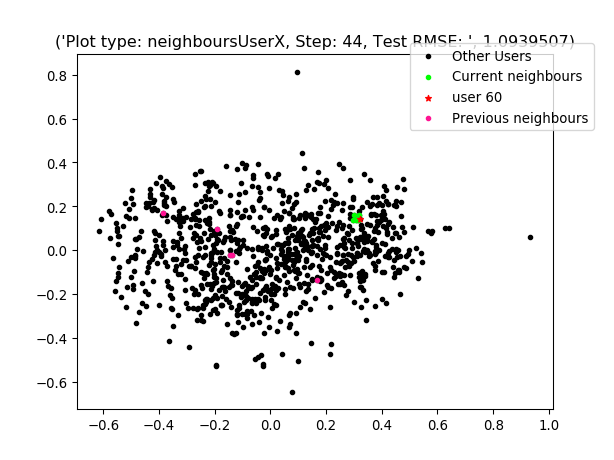 ('Plot type: neighboursUserX, Step: 44, Test RMSE: ', 1.0939507)
Other Users
Current neighbours
user 60
Previous neighbours
0.8
0.6
0.4
0.2
0.0
−0.2
−0.4
−0.6
−0.6 −0.4 −0.2 0.0 0.2 0.4 0.6 0.8 1.0